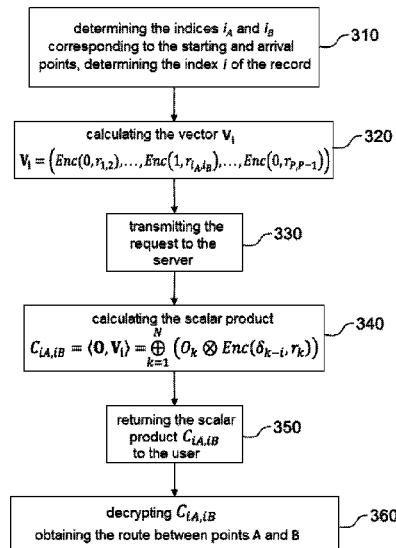 determining the indices i_A and i_B
corresponding to the starting and arrival
points, determining the index i of the record
310
calculating the vector V_i
V_i = (Enc(0,r_{1,2}),…,Enc(1,r_{i_A,i_B}),…,Enc(0,r_{P,P−1}))
320
transmitting the
request to the
server
330
calculating the scalar product
C_{iA,iB} = ⟨O,V_i⟩ = ⊕_{k=1}^{N} (O_k ⊗ Enc(δ_{k−i}, r_k))
340
returning the scalar
product C_{iA,iB}
to the user
350
decrypting C_{iA,iB}
obtaining the route between points A and B
360